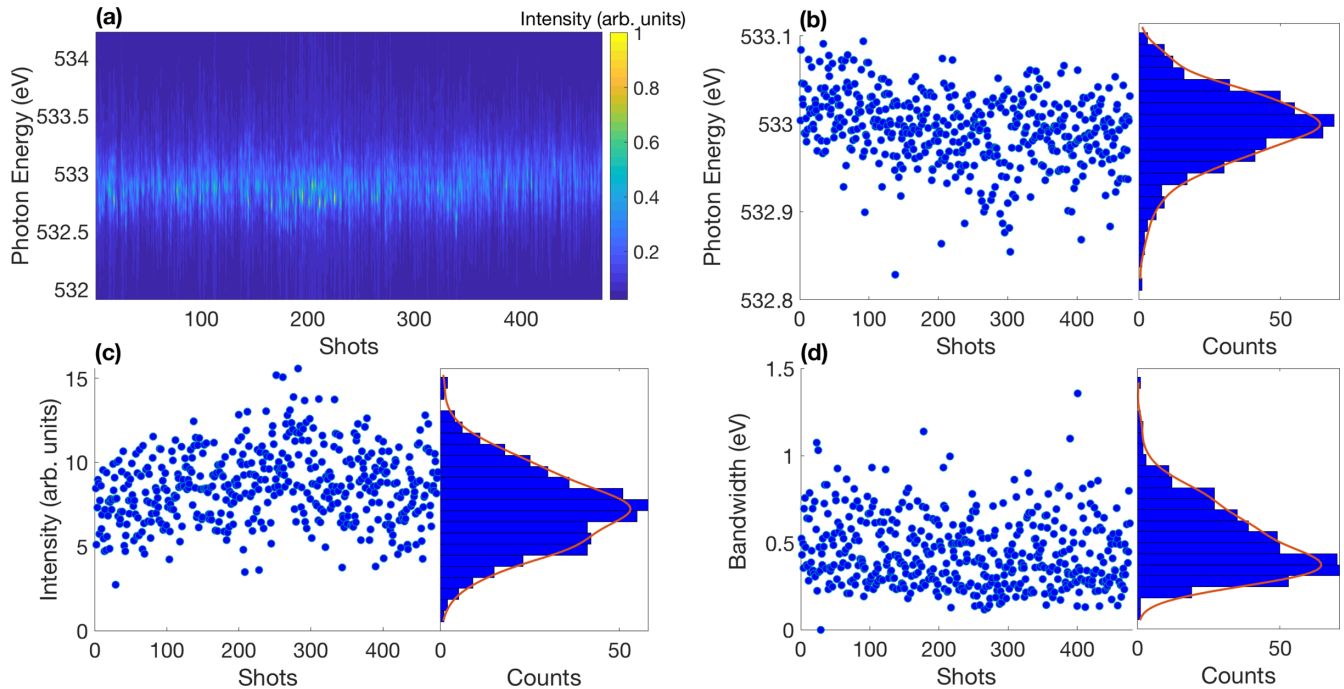 (a)
Intensity (arb. units)
Photon Energy (eV)
534
533.5
533
532.5
532
100
200
300
400
Shots
1
0.8
0.6
0.4
0.2
(b)
Photon Energy (eV)
533.1
533
532.9
532.8
0
100
200
300
400
Shots
0
50
Counts
(c)
Intensity (arb. units)
15
10
5
0
0
100
200
300
400
Shots
0
50
Counts
(d)
Bandwidth (eV)
1.5
1
0.5
0
0
100
200
300
400
Shots
0
50
Counts